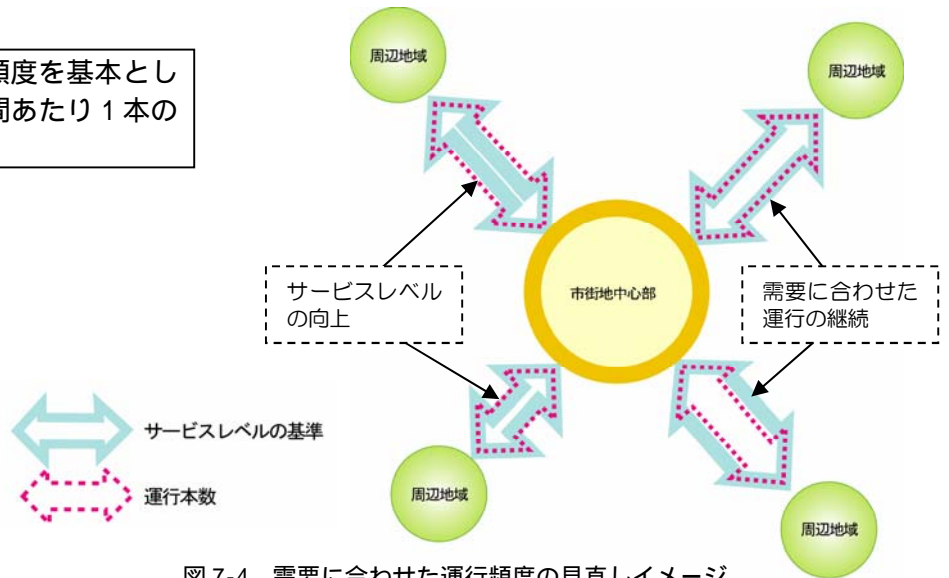 頻度を基本とし
間あたり1本の
周辺地域
周辺地域
サービスレベル
の向上
市街地中心部
需要に合わせた
運行の継続
サービスレベルの基準
運行本数
周辺地域
周辺地域
図 7-4 需要に合わせた運行頻度の見直しイメージ